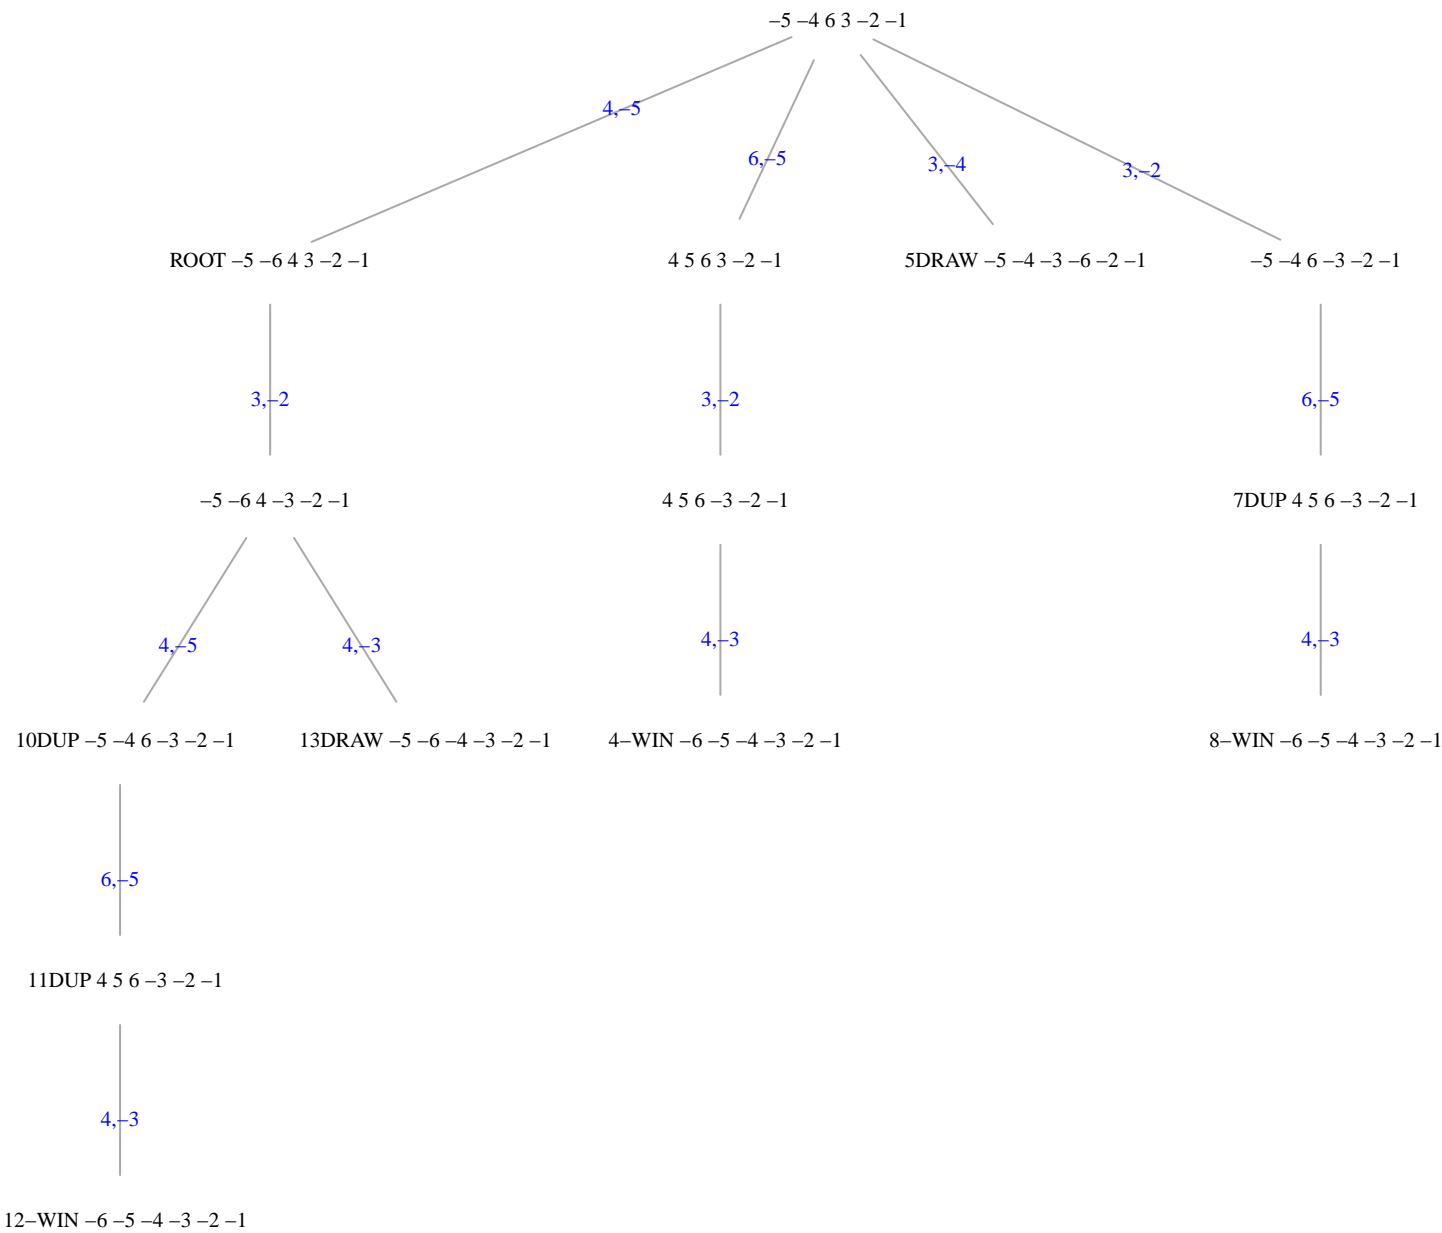 –5 –4 6 3 –2 –1
4,–5
6,–5
3,–4
3,–2
ROOT –5 –6 4 3 –2 –1
4 5 6 3 –2 –1
5DRAW –5 –4 –3 –6 –2 –1
–5 –4 6 –3 –2 –1
3,–2
3,–2
6,–5
–5 –6 4 –3 –2 –1
4 5 6 –3 –2 –1
7DUP 4 5 6 –3 –2 –1
4,–5
4,–3
4,–3
4,–3
10DUP –5 –4 6 –3 –2 –1
13DRAW –5 –6 –4 –3 –2 –1
4–WIN –6 –5 –4 –3 –2 –1
8–WIN –6 –5 –4 –3 –2 –1
6,–5
11DUP 4 5 6 –3 –2 –1
4,–3
12–WIN –6 –5 –4 –3 –2 –1